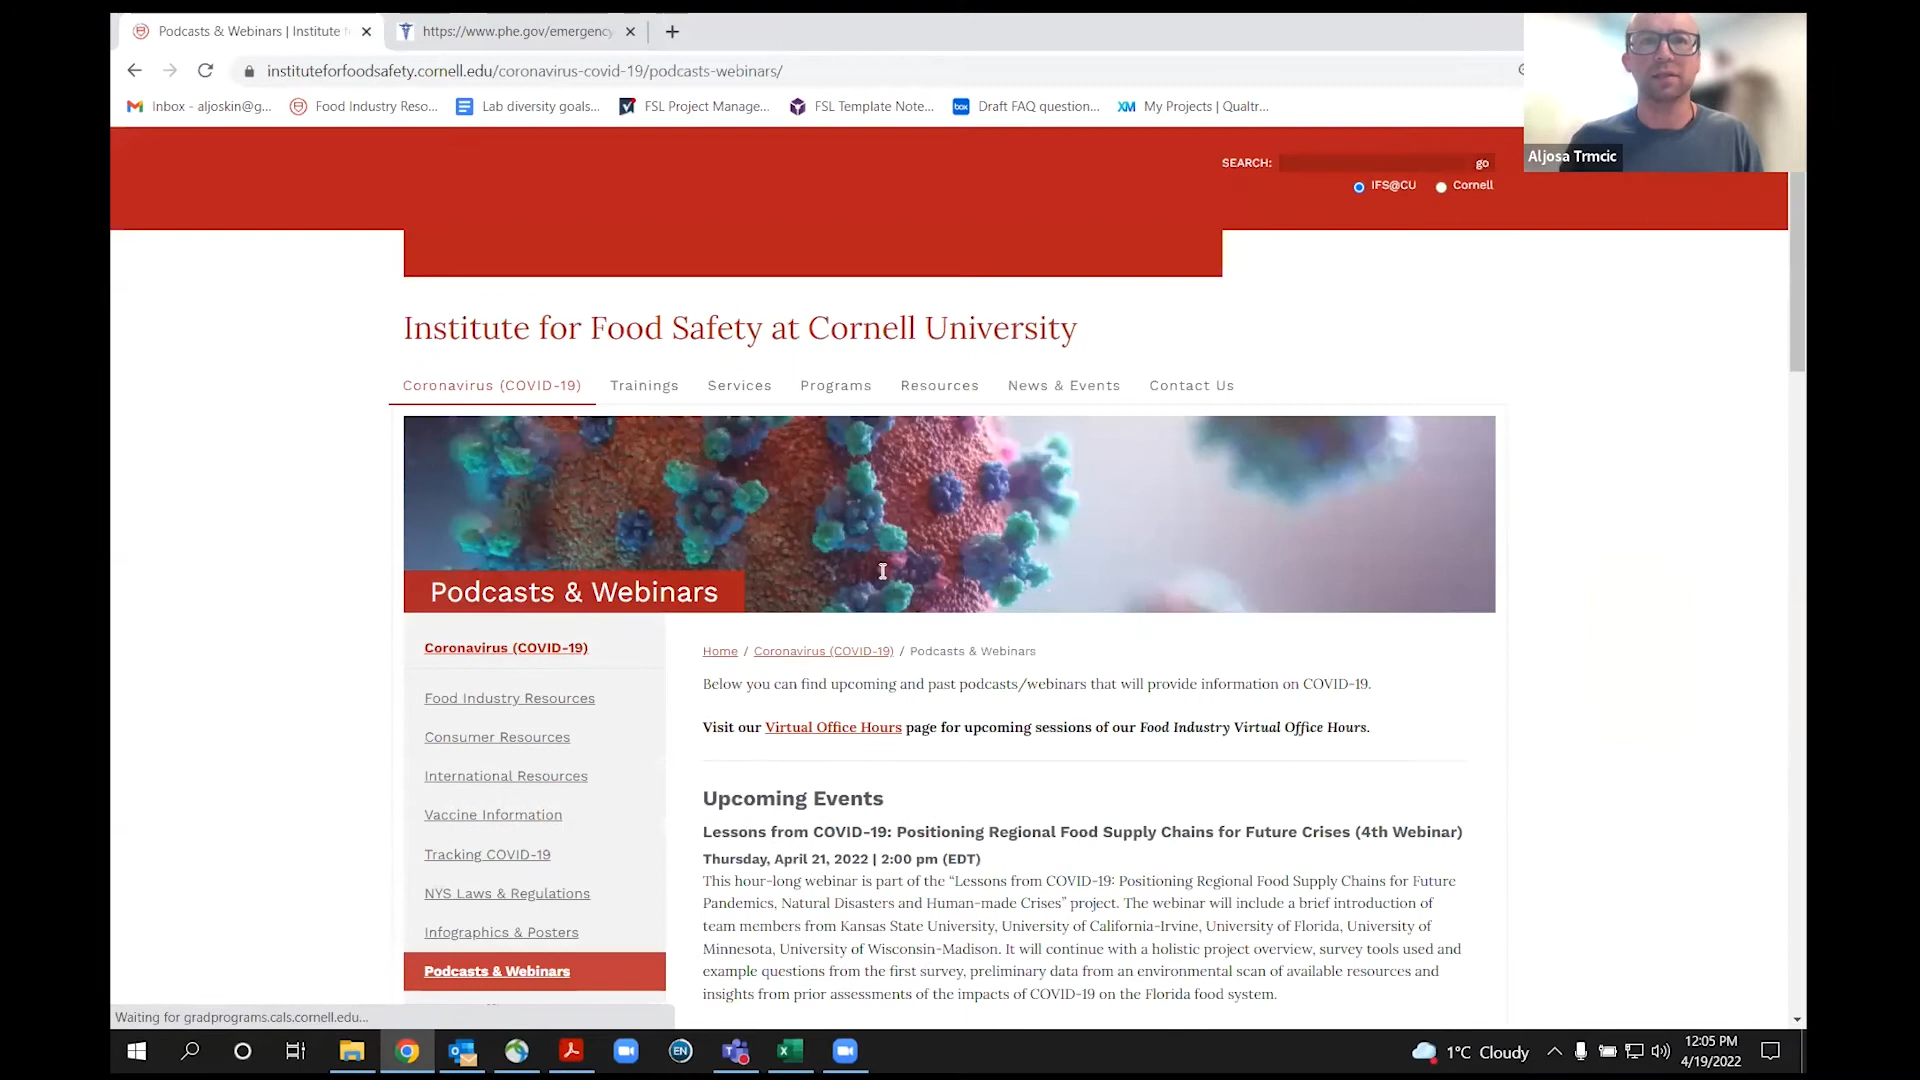 Podcasts & Webinars | Institute f
https://www.phe.gov/emergency
instituteforfoodsafety.cornell.edu/coronavirus-covid-19/podcasts-webinars/
Inbox - aljoskin@g...
Food Industry Reso...
Lab diversity goals...
FSL Project Manage...
FSL Template Note...
box
Draft FAQ question...
XM
My Projects | Qualtr...
Aljosa Trmcic
SEARCH:
go
IFS@CU
Cornell
Institute for Food Safety at Cornell University
Coronavirus (COVID-19)
Trainings
Services
Programs
Resources
News & Events
Contact Us
Podcasts & Webinars
Coronavirus (COVID-19)
Food Industry Resources
Consumer Resources
International Resources
Vaccine Information
Tracking COVID-19
NYS Laws & Regulations
Infographics & Posters
Podcasts & Webinars
Home / Coronavirus (COVID-19) / Podcasts & Webinars
Below you can find upcoming and past podcasts/webinars that will provide information on COVID-19.
Visit our Virtual Office Hours page for upcoming sessions of our Food Industry Virtual Office Hours.
Upcoming Events
Lessons from COVID-19: Positioning Regional Food Supply Chains for Future Crises (4th Webinar)
Thursday, April 21, 2022 | 2:00 pm (EDT)
This hour-long webinar is part of the “Lessons from COVID-19: Positioning Regional Food Supply Chains for Future
Pandemics, Natural Disasters and Human-made Crises” project. The webinar will include a brief introduction of
team members from Kansas State University, University of California-Irvine, University of Florida, University of
Minnesota, University of Wisconsin-Madison. It will continue with a holistic project overview, survey tools used and
example questions from the first survey, preliminary data from an environmental scan of available resources and
insights from prior assessments of the impacts of COVID-19 on the Florida food system.
Waiting for gradprograms.cals.cornell.edu...
EN
1°C Cloudy
12:05 PM
4/19/2022